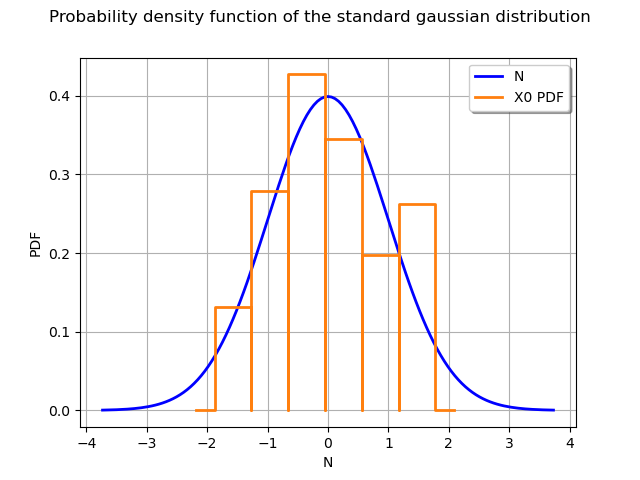 Probability density function of the standard gaussian distribution
N
X0 PDF
PDF
0.4
0.3
0.2
0.1
0.0
−4 −3 −2 −1 0 1 2 3 4
N